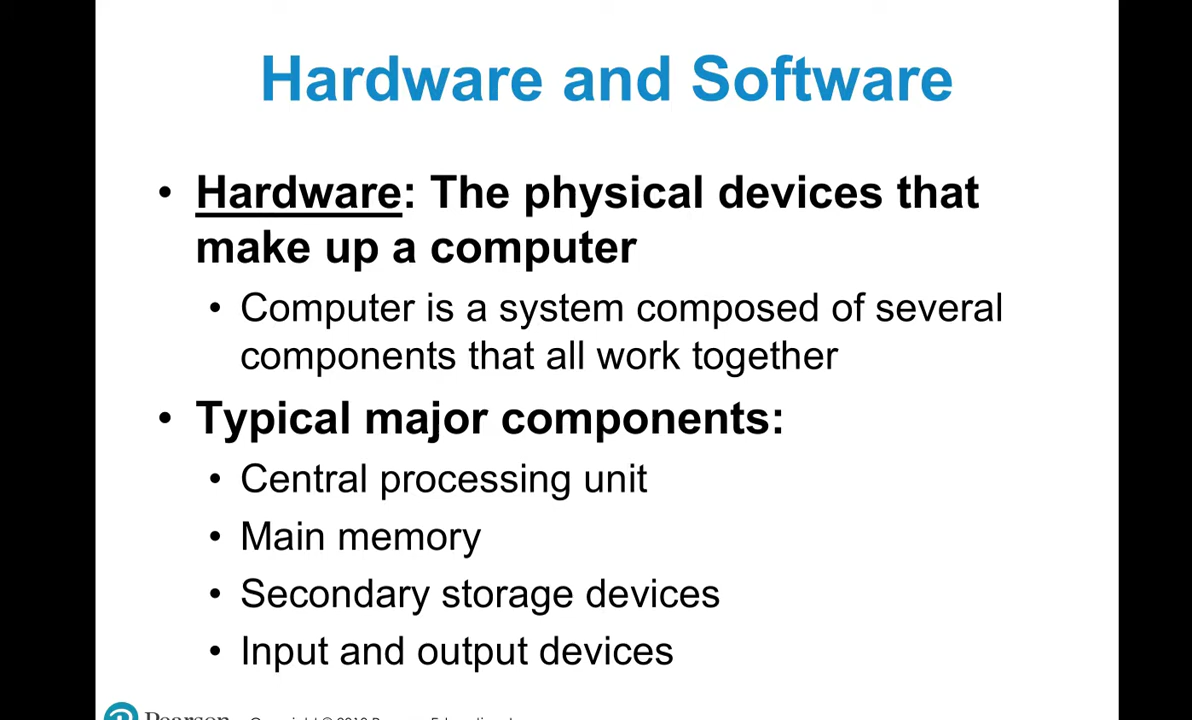 Hardware and Software
• Hardware: The physical devices that
make up a computer
• Computer is a system composed of several
components that all work together
• Typical major components:
• Central processing unit
• Main memory
• Secondary storage devices
• Input and output devices
Pearson Copyright ©